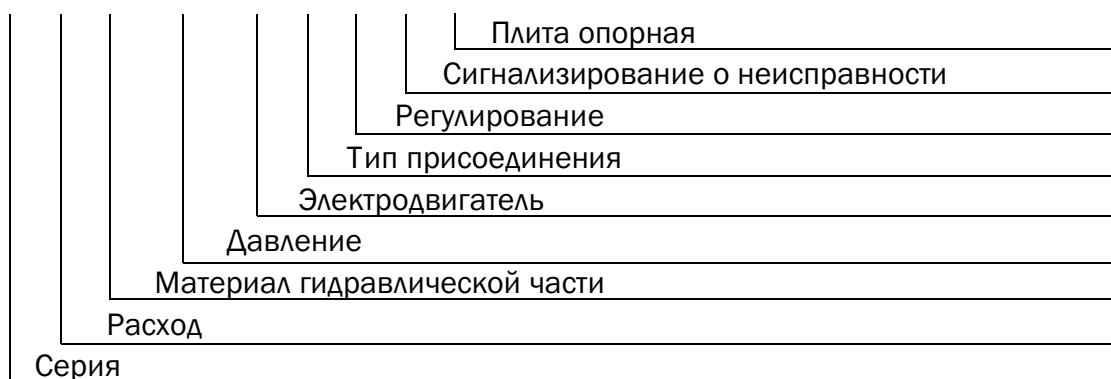 Плита опорная
Сигнализирование о неисправности
Регулирование
Тип присоединения
Электродвигатель
Давление
Материал гидравлической части
Расход
Серия